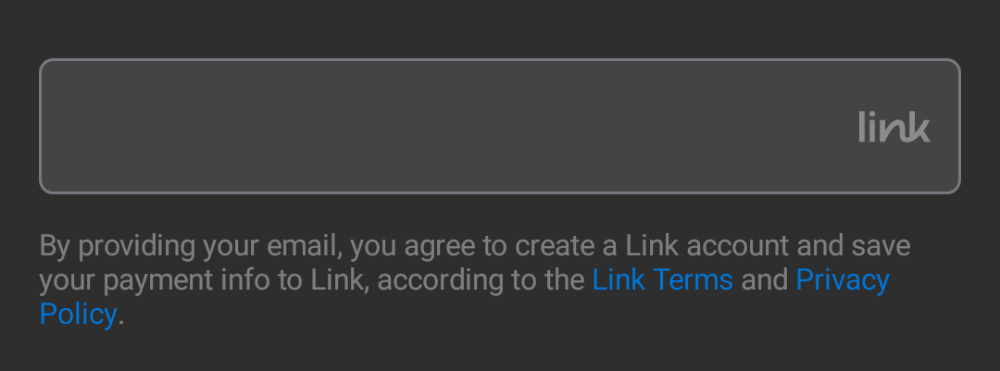 link
By providing your email, you agree to create a Link account and save
your payment info to Link, according to the Link Terms and Privacy
Policy.